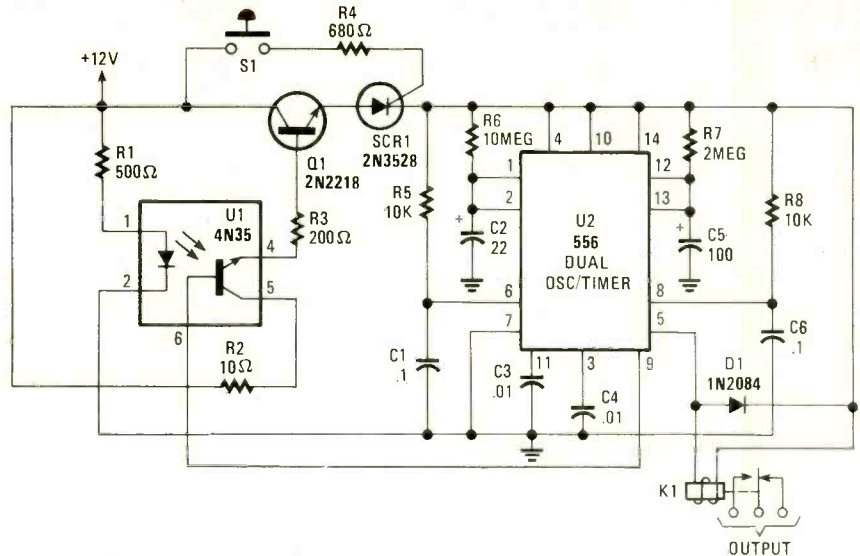 R4
680Ω
S1
+12V
R1
500Ω
Q1
2N2218
SCR1
2N3528
R6
10MEG
4
10
14
R7
2MEG
12
13
1
2
R5
10K
R8
10K
U1
4N35
1
2
4
5
6
R3
200Ω
+
C2
22
U2
556
DUAL
OSC/TIMER
+
C5
100
6
7
8
5
R2
10Ω
C1
.1
C3
.01
11
3
9
C4
.01
C6
.1
D1
1N2084
K1
OUTPUT